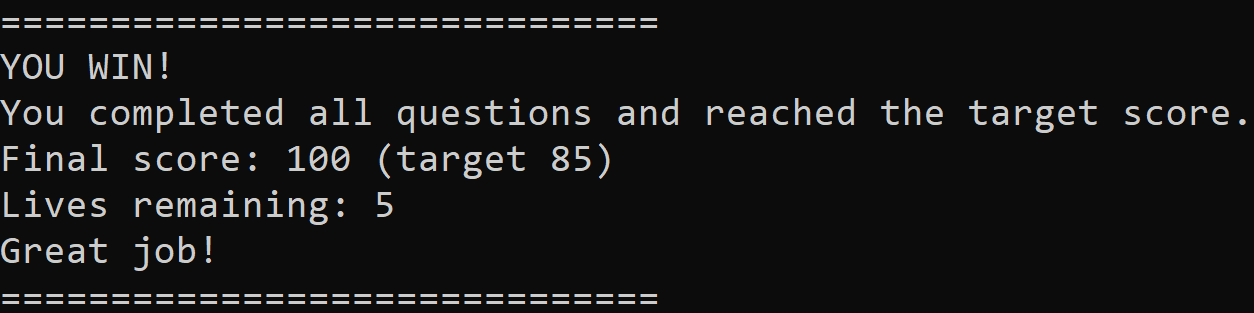 ==============================
YOU WIN!
You completed all questions and reached the target score.
Final score: 100 (target 85)
Lives remaining: 5
Great job!
==============================